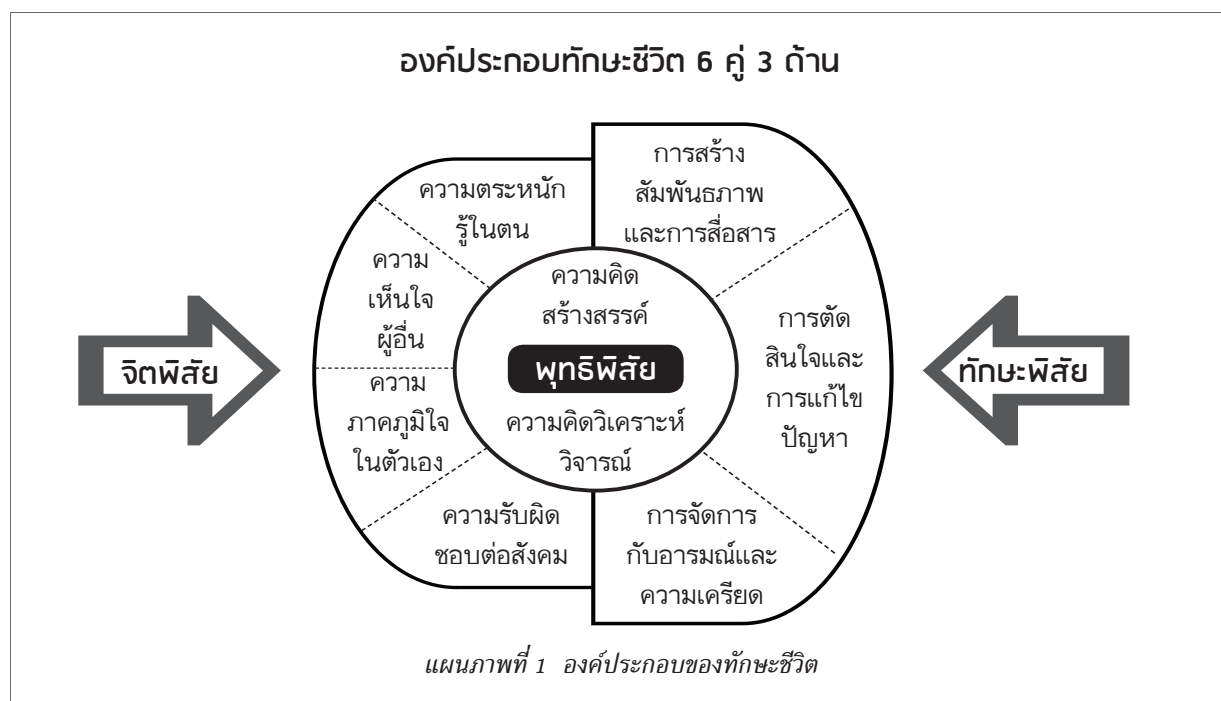 องค์ประกอบทักษะชีวิต 6 คู่ 3 ด้าน
ความตระหนัก
รู้ในตน
ความ
เห็นใจ
ผู้อื่น
ความ
ภาคภูมิใจ
ในตัวเอง
ความรับผิด
ชอบต่อสังคม
จิตพิสัย
ความคิด
สร้างสรรค์
พุทธิพิสัย
ความคิดวิเคราะห์
วิจารณ์
การสร้าง
สัมพันธภาพ
และการสื่อสาร
การตัด
สินใจและ
การแก้ไข
ปัญหา
การจัดการ
กับอารมณ์และ
ความเครียด
ทักษะพิสัย
แผนภาพที่ 1 องค์ประกอบของทักษะชีวิต